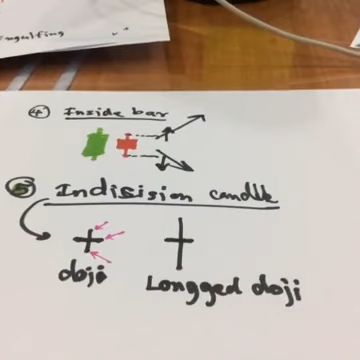 engulfing
④ Inside bar
⑤ Indisision candle
doji
Longged doji